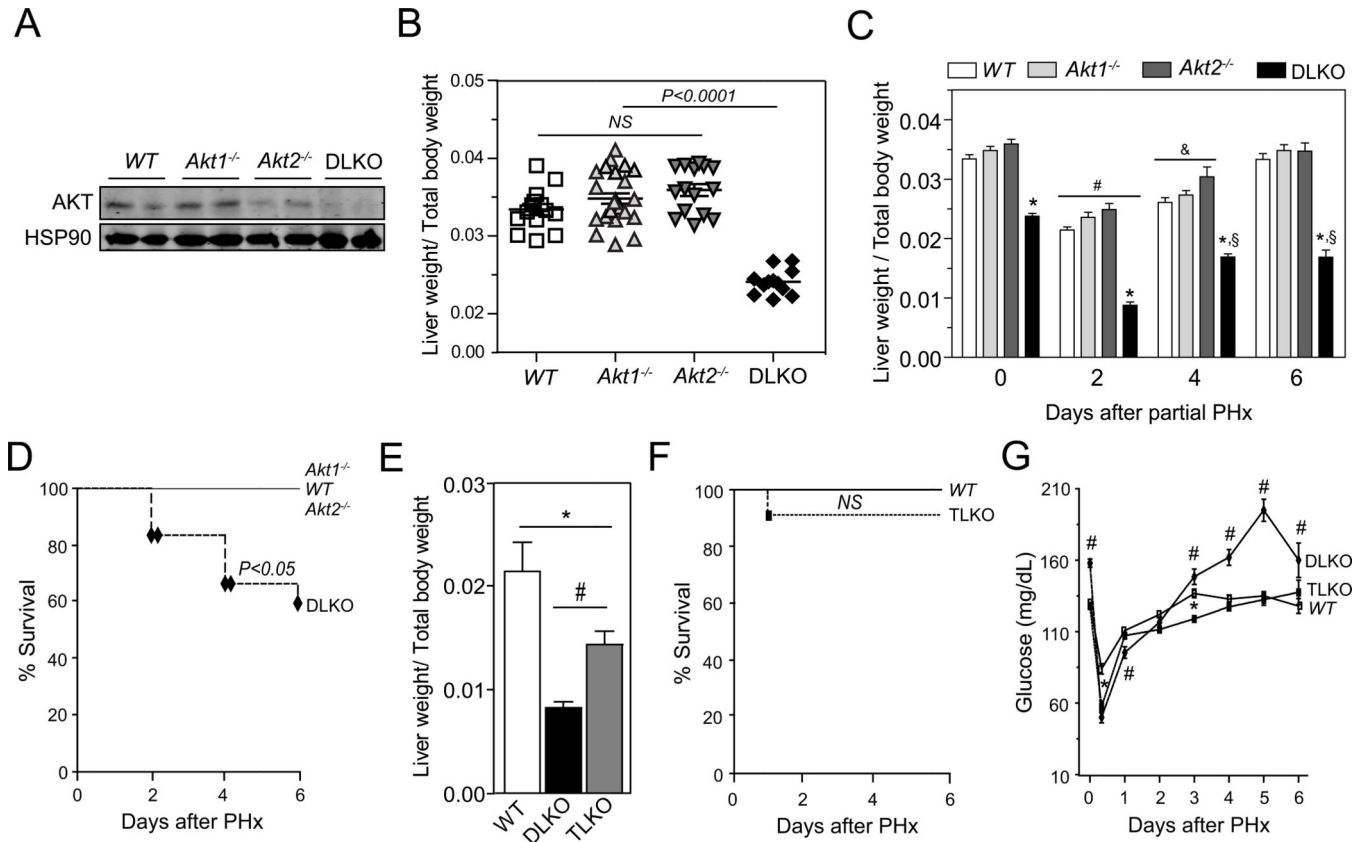 A
WT Akt1-/- Akt2-/- DLKO
AKT
HSP90
B
Liver weight/ Total body weight
0.05
0.04
0.03
0.02
0.00
P<0.0001
NS
WT Akt1-/- Akt2-/- DLKO
C
WT Akt1-/- Akt2-/- DLKO
Liver weight / Total body weight
0.04
0.03
0.02
0.01
0.00
* # * & *,§ *,§
0 2 4 6
Days after partial PHx
D
% Survival
100
80
60
40
20
0
Akt1-/-
WT
Akt2-/-
P<0.05
DLKO
0 2 4 6
Days after PHx
E
Liver weight/ Total body weight
0.03
0.02
0.01
0.00
*
#
WT DLKO TLKO
F
% Survival
100
80
60
40
20
0
WT
NS
TLKO
0 2 4 6
Days after PHx
G
Glucose (mg/dL)
210
160
110
60
10
# * # # * # # #
DLKO
TLKO
WT
0 1 2 3 4 5 6
Days after PHx